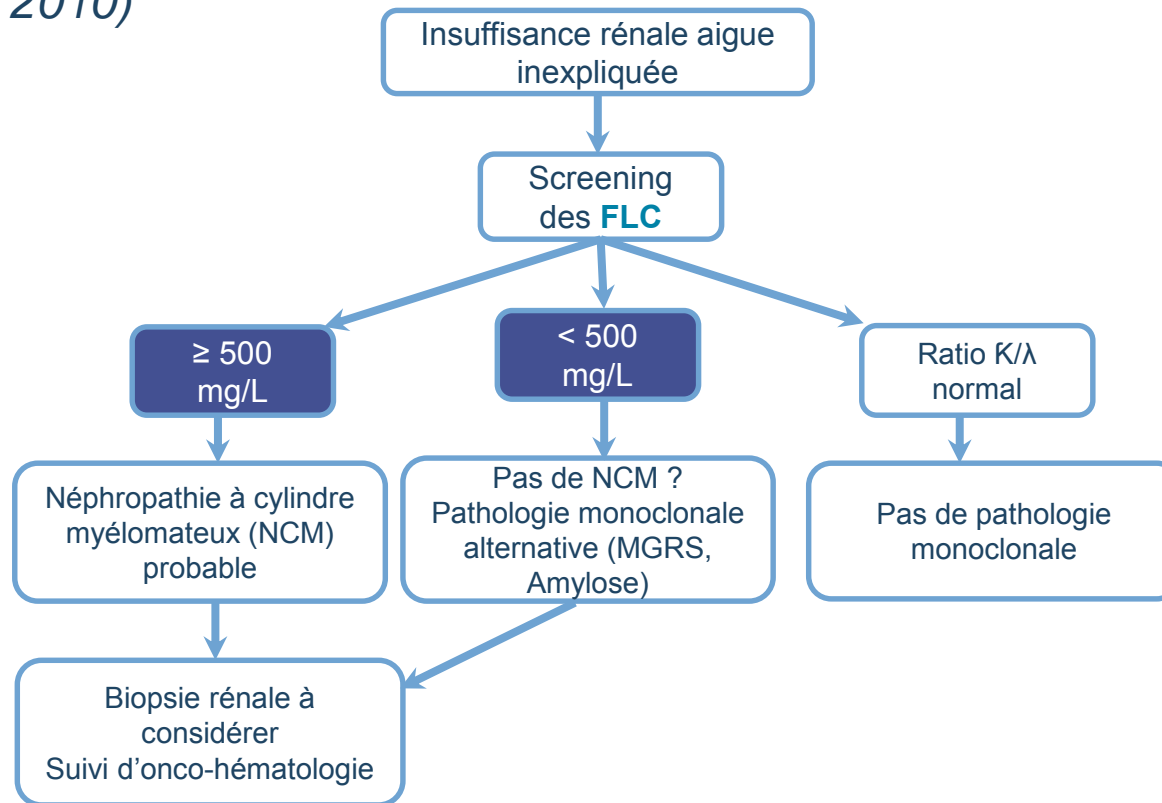 2010)
Insuffisance rénale aigue
inexpliquée
Screening
des FLC
≥ 500
mg/L
< 500
mg/L
Ratio Ƙ/λ
normal
Néphropathie à cylindre
myélomateux (NCM)
probable
Pas de NCM ?
Pathologie monoclonale
alternative (MGRS,
Amylose)
Pas de pathologie
monoclonale
Biopsie rénale à
considérer
Suivi d’onco-hématologie